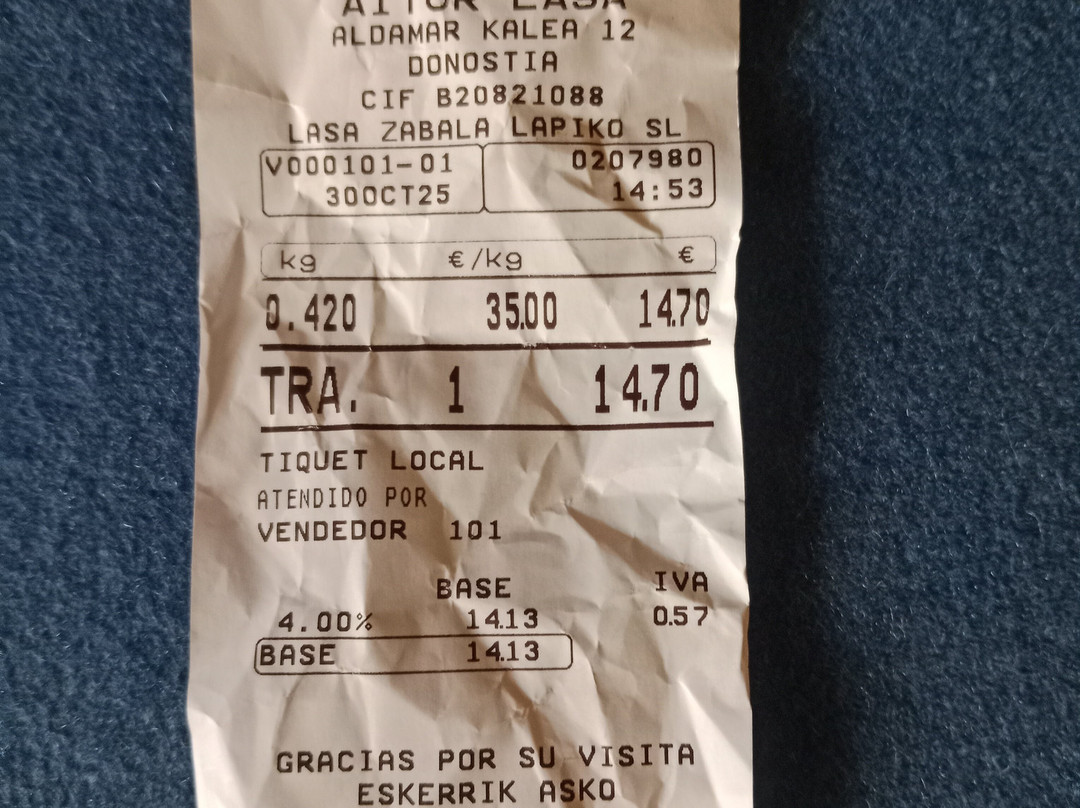 AITOR LASA
ALDAMAR KALEA 12
DONOSTIA
CIF B20821088
LASA ZABALA LAPIKO SL
V000101-01 0207980
30OCT25 14:53
kg €/kg €
0.420 35.00 14.70
TRA. 1 14.70
TIQUET LOCAL
ATENDIDO POR
VENDEDOR 101
BASE IVA
4.00% 14.13 0.57
BASE 14.13
GRACIAS POR SU VISITA
ESKERRIK ASKO